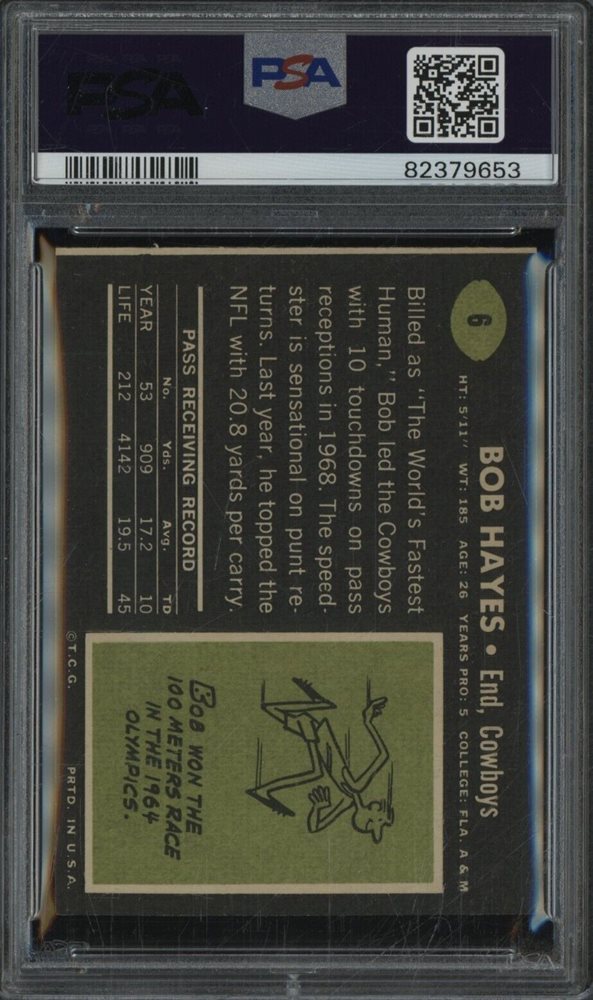 PSA
PSA
82379653
6
BOB HAYES • End, Cowboys
HT: 5'11" WT: 185 AGE: 26 YEARS PRO: 5 COLLEGE: FLA. A & M
Billed as "The World's Fastest
Human," Bob led the Cowboys
with 10 touchdowns on pass
receptions in 1968. The speed-
ster is sensational on punt re-
turns. Last year, he topped the
NFL with 20.8 yards per carry.
PASS RECEIVING RECORD
No. Yds. Avg. TD
YEAR 53 909 17.2 10
LIFE 212 4142 19.5 45
BOB WON THE
100 METERS RACE
IN THE 1964
OLYMPICS.
© T.C.G. PRTD. IN U.S.A.